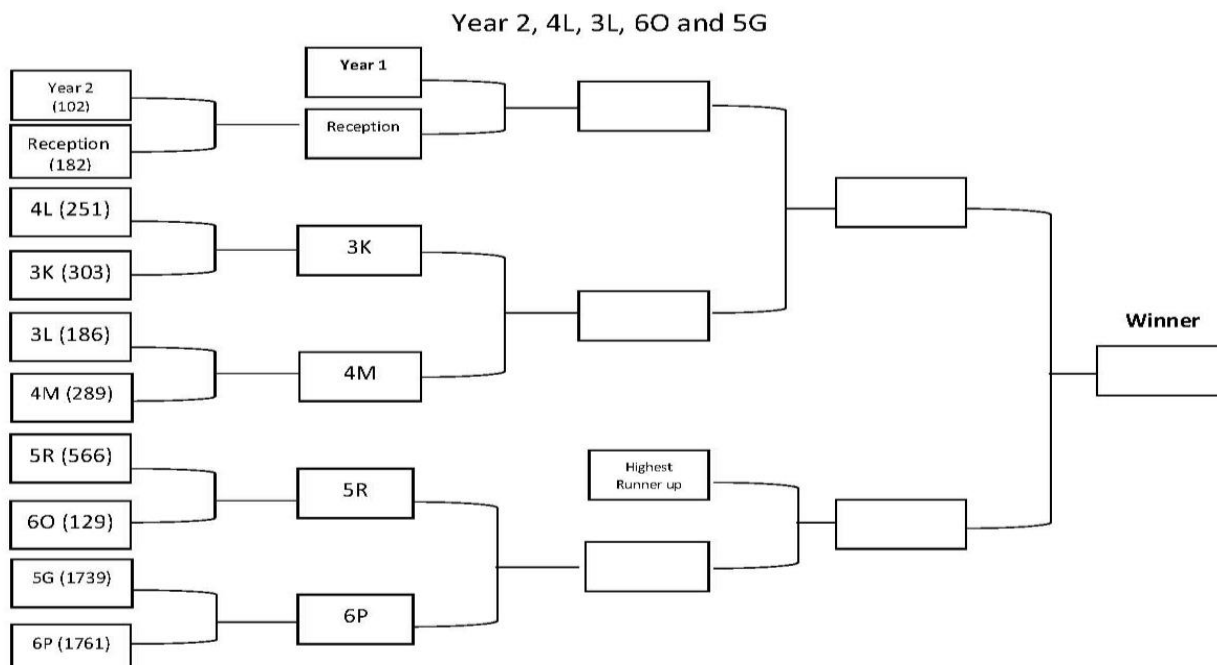 Year 2, 4L, 3L, 6O and 5G
Year 2
(102)
Reception
(182)
4L (251)
3K (303)
3L (186)
4M (289)
5R (566)
6O (129)
5G (1739)
6P (1761)
Year 1
Reception
3K
4M
5R
6P
Highest
Runner up
Winner